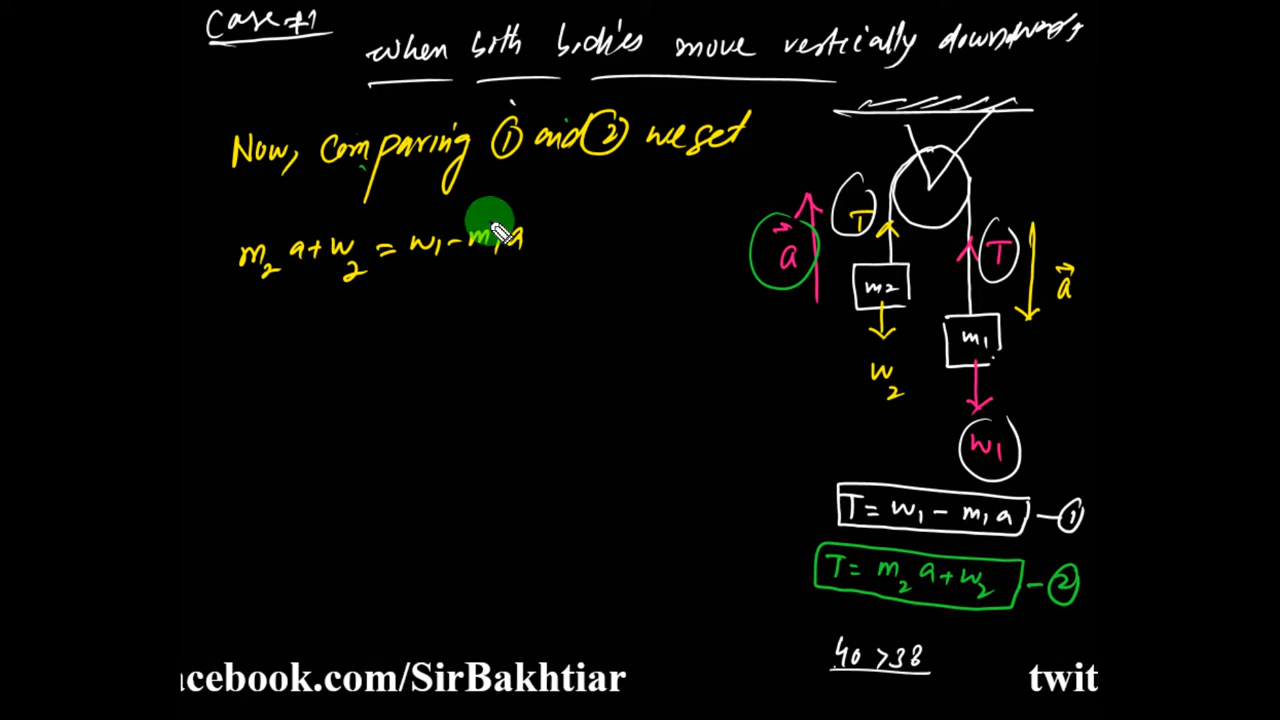 Case #1
when both bodies move vertically downwards
Now, comparing ① and ② we get
m₂ a + w₂ = w₁ - m₁ a
T
a
T
m₂
a
m₁
w₂
w₁
T = w₁ - m₁ a — ①
T = m₂ a + w₂ — ②
40 > 38
acebook.com/SirBakhtiar
twit